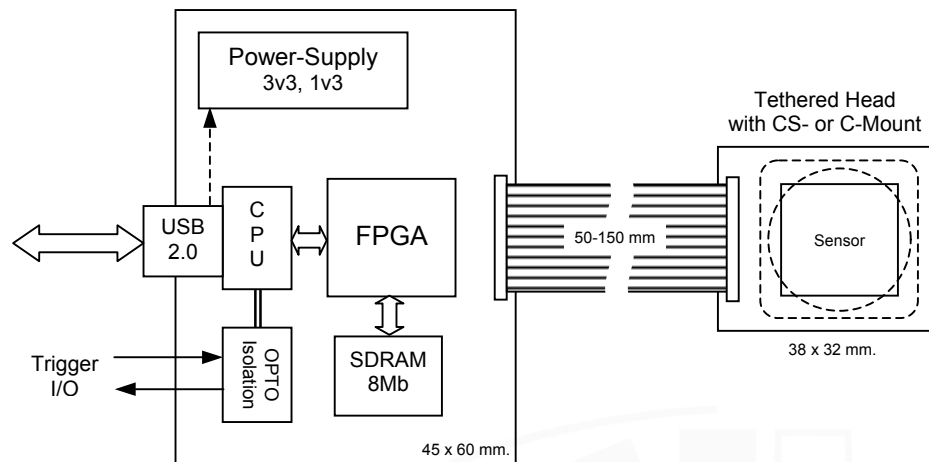 Power-Supply
3v3, 1v3
Tethered Head
with CS- or C-Mount
USB
2.0
C
P
U
FPGA
50-150 mm
Sensor
Trigger
I/O
OPTO
Isolation
SDRAM
8Mb
38 x 32 mm.
45 x 60 mm.